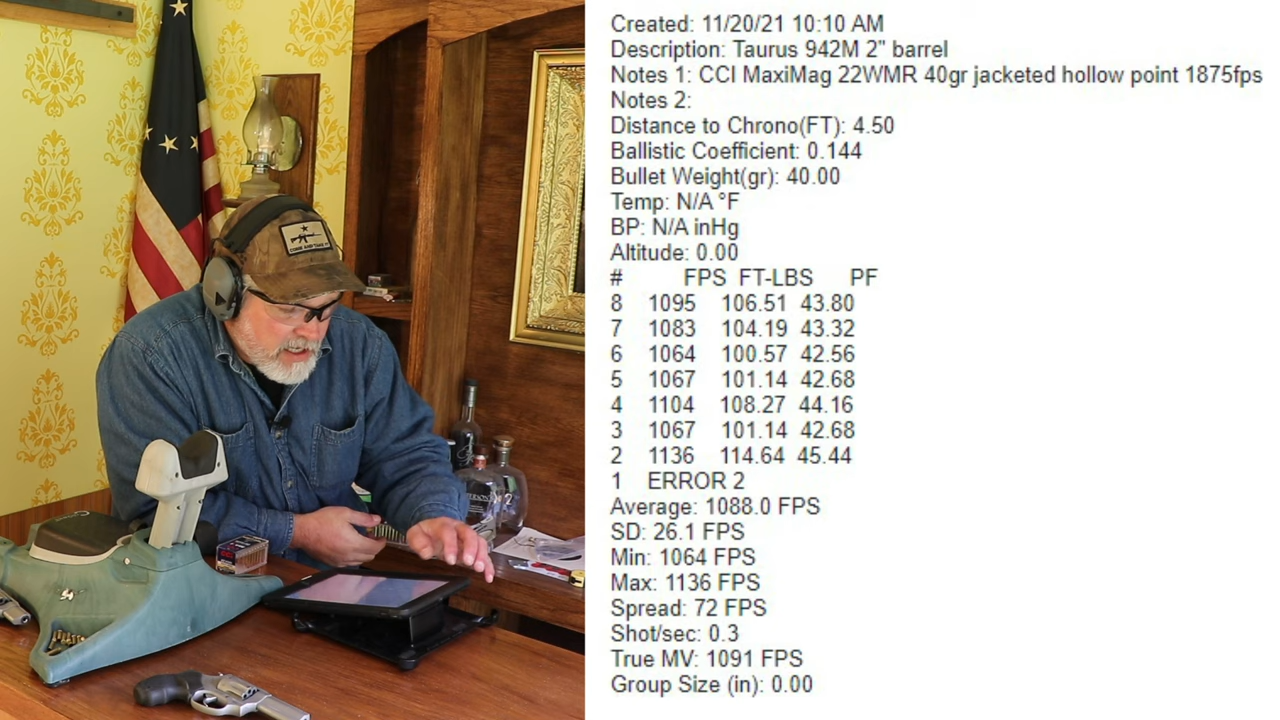 COME AND TAKE IT
Created: 11/20/21 10:10 AM
Description: Taurus 942M 2" barrel
Notes 1: CCI MaxiMag 22WMR 40gr jacketed hollow point 1875fps
Notes 2:
Distance to Chrono(FT): 4.50
Ballistic Coefficient: 0.144
Bullet Weight(gr): 40.00
Temp: N/A °F
BP: N/A inHg
Altitude: 0.00
# FPS FT-LBS PF
8 1095 106.51 43.80
7 1083 104.19 43.32
6 1064 100.57 42.56
5 1067 101.14 42.68
4 1104 108.27 44.16
3 1067 101.14 42.68
2 1136 114.64 45.44
1 ERROR 2
Average: 1088.0 FPS
SD: 26.1 FPS
Min: 1064 FPS
Max: 1136 FPS
Spread: 72 FPS
Shot/sec: 0.3
True MV: 1091 FPS
Group Size (in): 0.00